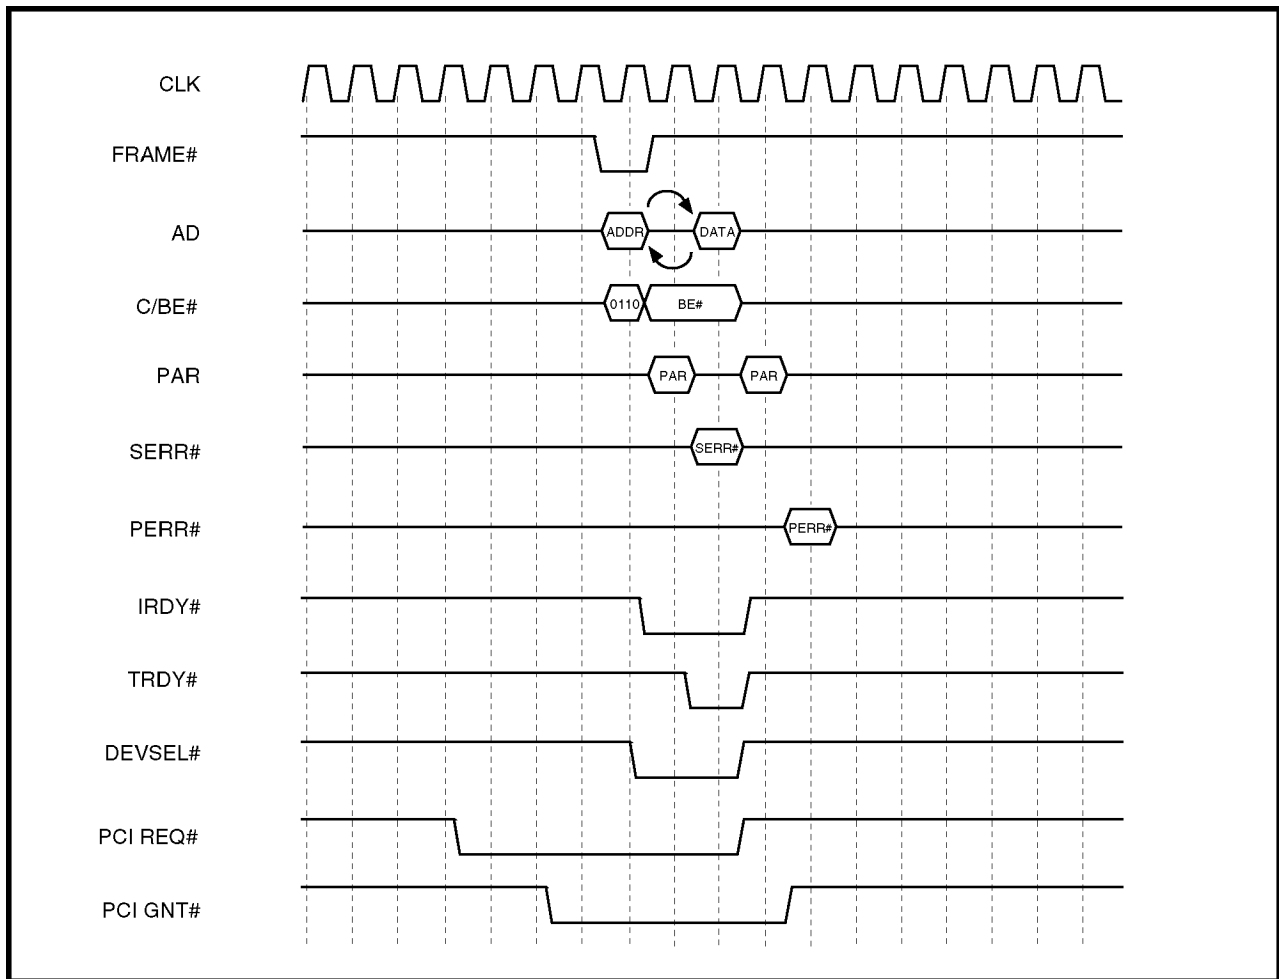 CLK
FRAME#
AD
ADDR DATA
C/BE#
0110 BE#
PAR
PAR PAR
SERR#
SERR#
PERR#
PERR#
IRDY#
TRDY#
DEVSEL#
PCI REQ#
PCI GNT#